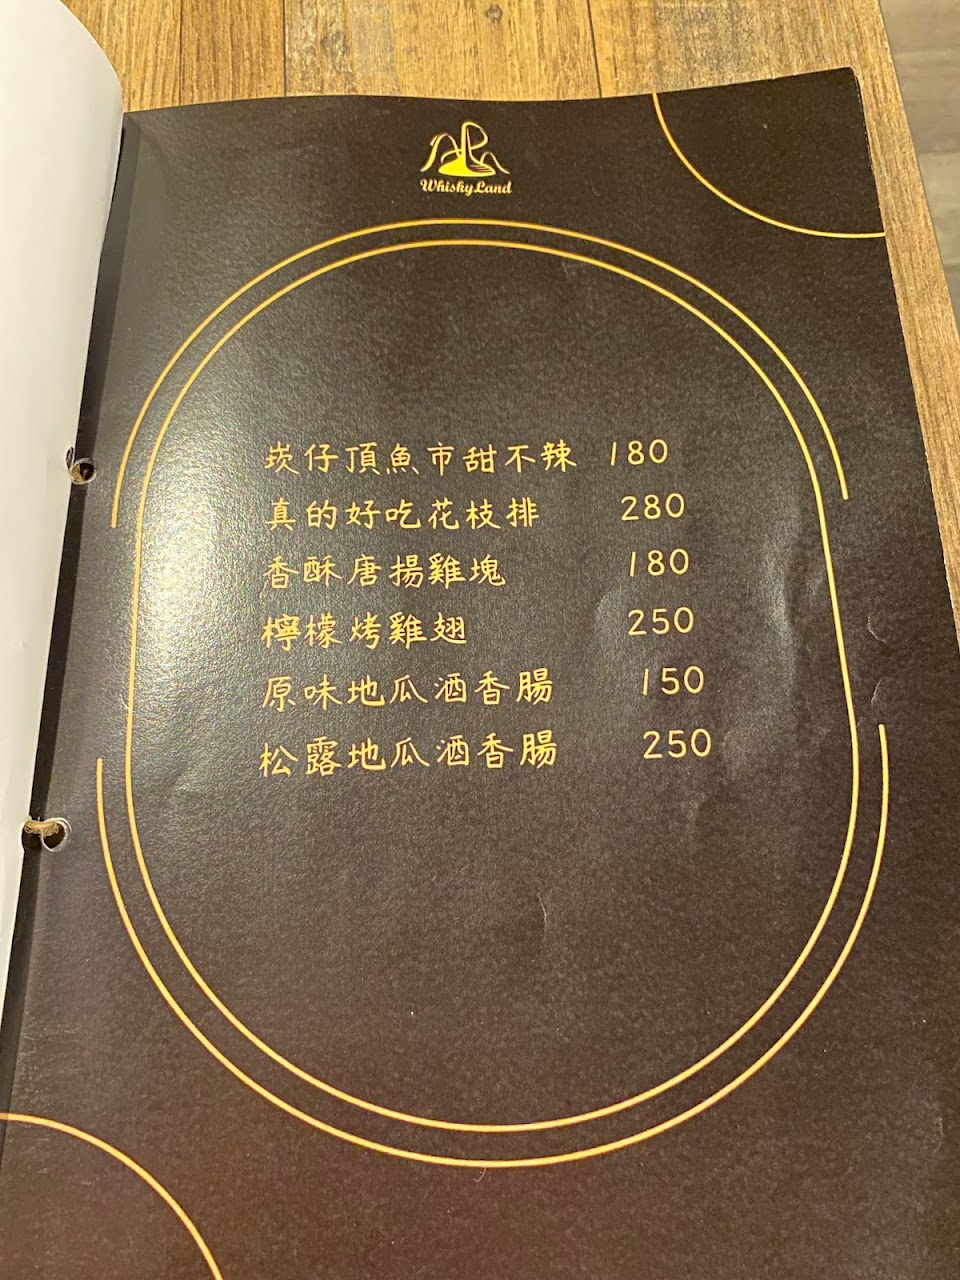 Whisky Land
崁仔頂魚市甜不辣 180
真的好吃花枝排 280
香酥唐揚雞塊 180
檸檬烤雞翅 250
原味地瓜酒香腸 150
松露地瓜酒香腸 250